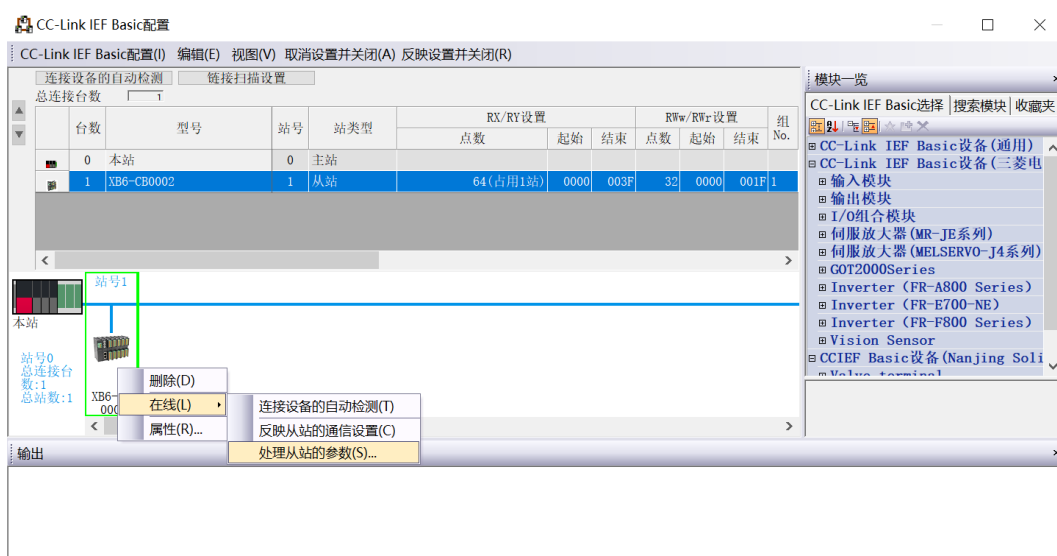 CC-Link IEF Basic配置
CC-Link IEF Basic配置(I) 编辑(E) 视图(V) 取消设置并关闭(A) 反映设置并关闭(R)
连接设备的自动检测 链接扫描设置
总连接台数 1
台数 型号 站号 站类型 RX/RY设置 RWw/RWr设置 组No.
点数 起始 结束 点数 起始 结束
0 本站 0 主站
1 XB6-CB0002 1 从站 64(占用1站) 0000 003F 32 0000 001F 1
站号1
本站
站号0
总连接台
数:1
总站数:1
XB6-
000
删除(D)
在线(L)
属性(R)...
连接设备的自动检测(T)
反映从站的通信设置(C)
处理从站的参数(S)...
模块一览
CC-Link IEF Basic选择 搜索模块 收藏夹
CC-Link IEF Basic设备(通用)
CC-Link IEF Basic设备(三菱电
输入模块
输出模块
I/O组合模块
伺服放大器(MR-JE系列)
伺服放大器(MELSERVO-J4系列)
GOT2000Series
Inverter (FR-A800 Series)
Inverter (FR-E700-NE)
Inverter (FR-F800 Series)
Vision Sensor
CCIEF Basic设备(Nanjing Soli
Valve terminal
输出